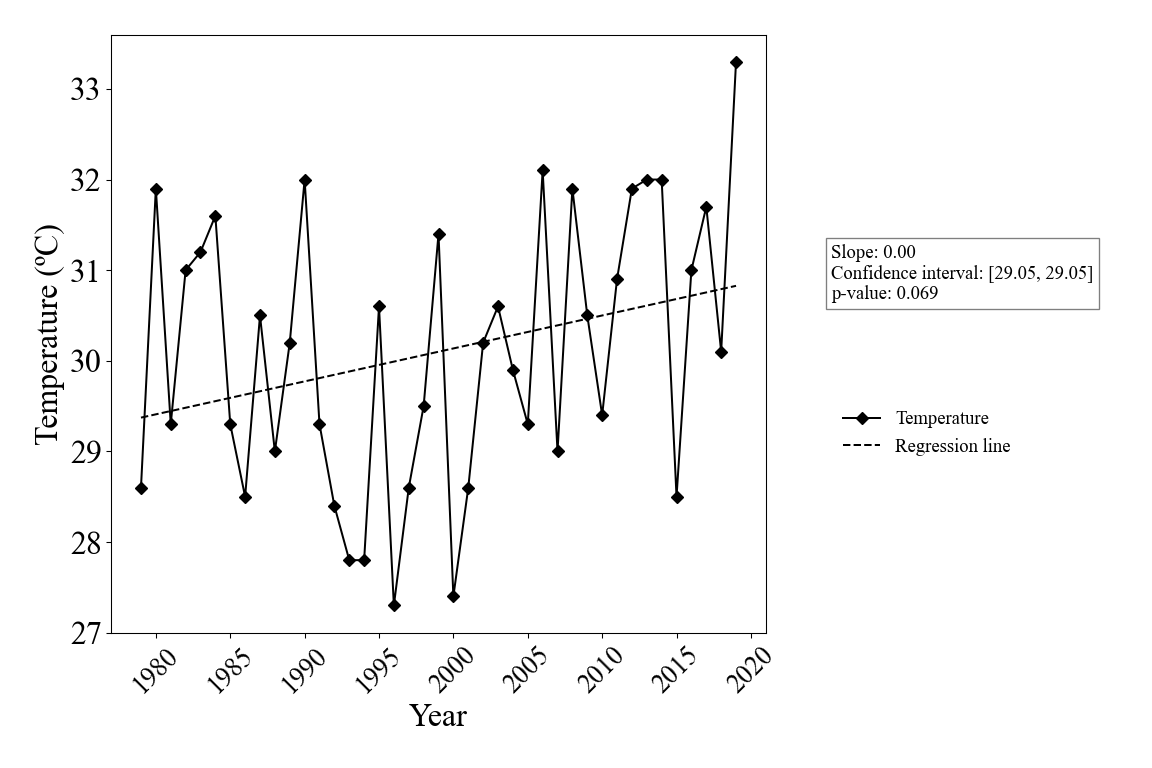 33
32
31
30
29
28
27
Temperature (ºC)
1980 1985 1990 1995 2000 2005 2010 2015 2020
Year
Slope: 0.00
Confidence interval: [29.05, 29.05]
p-value: 0.069
Temperature
Regression line